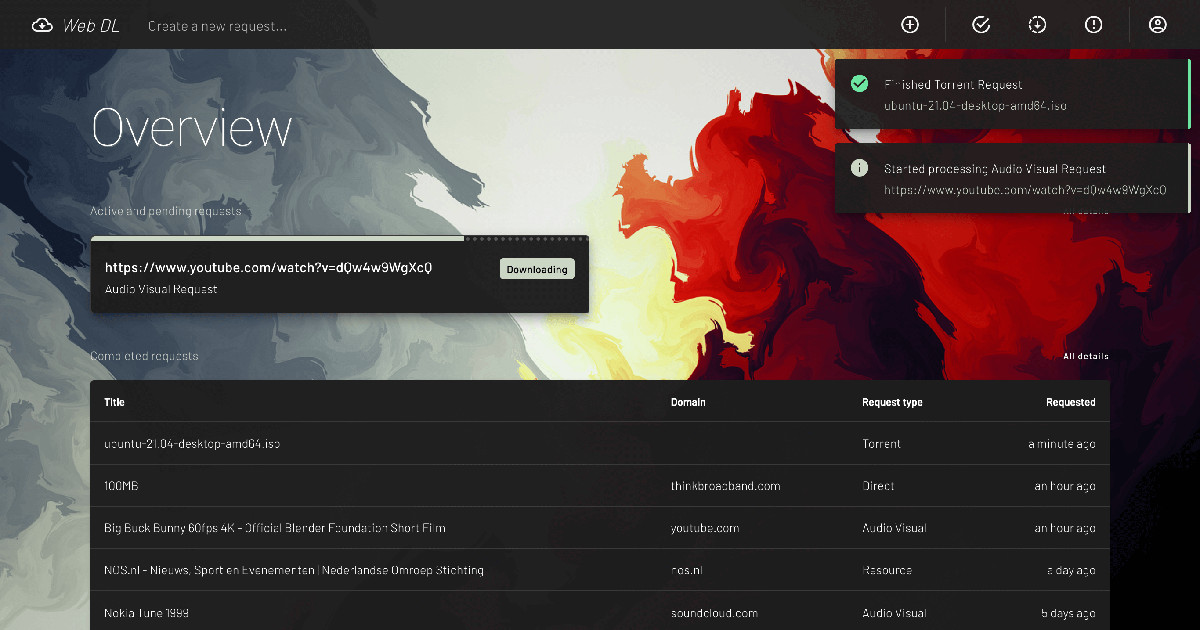 Web DL
Create a new request...
Finished Torrent Request
ubuntu-21.04-desktop-amd64.iso
Started processing Audio Visual Request
https://www.youtube.com/watch?v=dQw4w9WgXcQ
Overview
Active and pending requests
All details
https://www.youtube.com/watch?v=dQw4w9WgXcQ
Downloading
Audio Visual Request
Completed requests
All details
Title Domain Request type Requested
ubuntu-21.04-desktop-amd64.iso Torrent a minute ago
100MB thinkbroadband.com Direct an hour ago
Big Buck Bunny 60fps 4K - Official Blender Foundation Short Film youtube.com Audio Visual an hour ago
NOS.nl - Nieuws, Sport en Evenementen | Nederlandse Omroep Stichting nos.nl Resource a day ago
Nokia Tune 1999 soundcloud.com Audio Visual 5 days ago